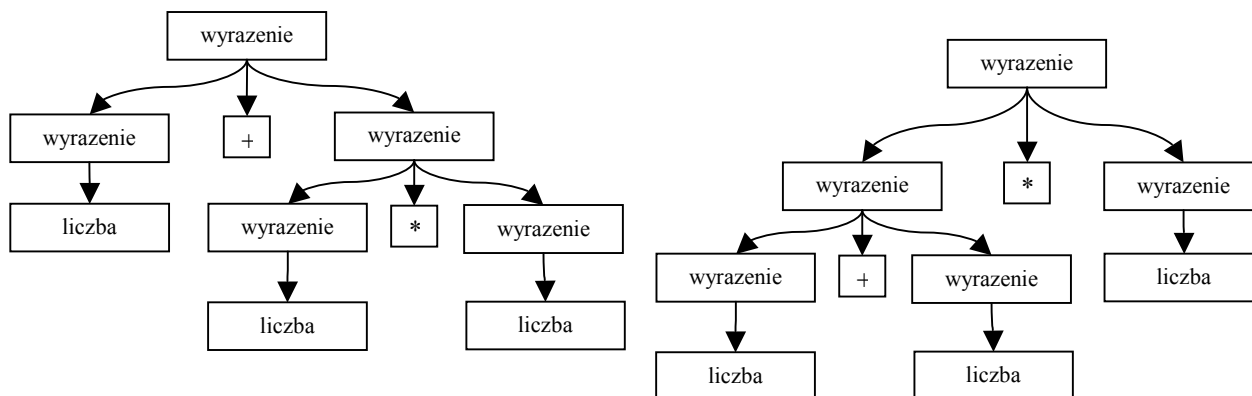 wyrazenie
wyrazenie + wyrazenie
liczba wyrazenie * wyrazenie
liczba liczba
wyrazenie
wyrazenie * wyrazenie
wyrazenie + wyrazenie liczba
liczba liczba